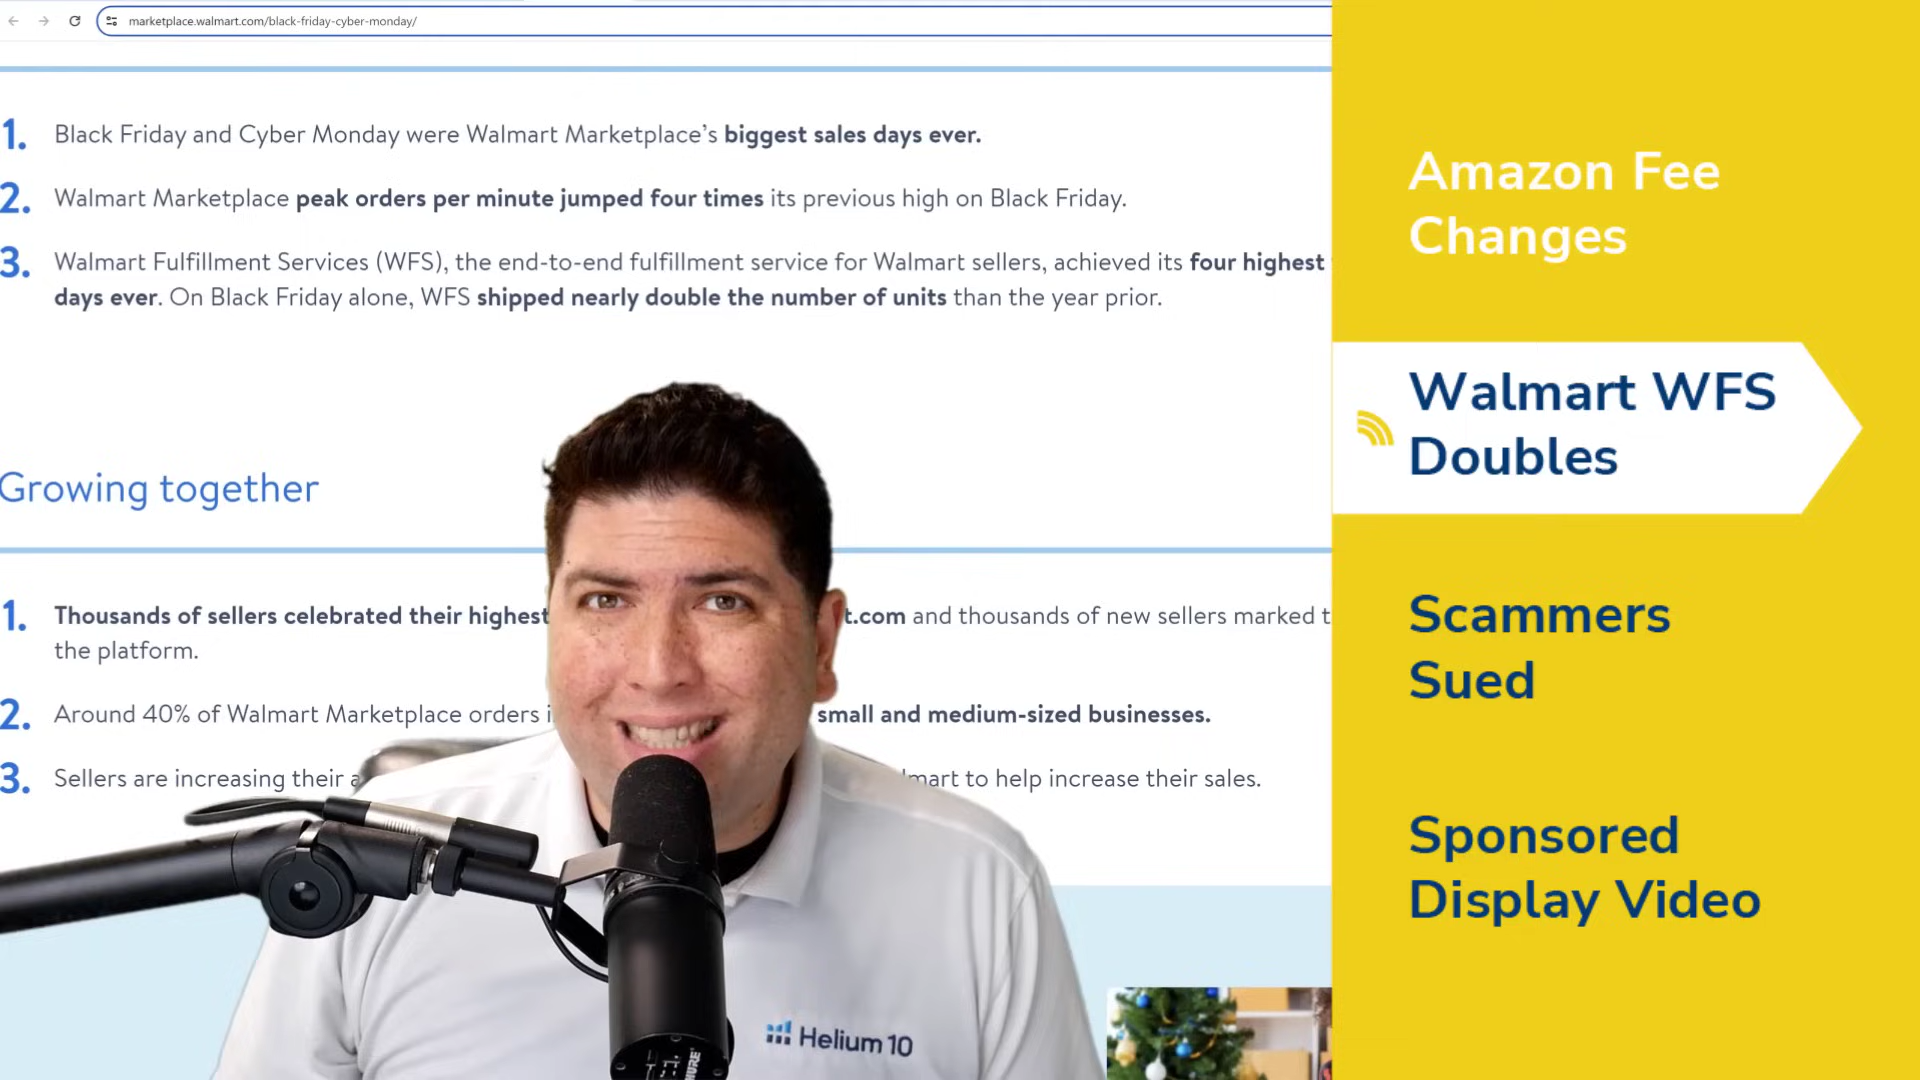 marketplace.walmart.com/black-friday-cyber-monday/
1. Black Friday and Cyber Monday were Walmart Marketplace's biggest sales days ever.
2. Walmart Marketplace peak orders per minute jumped four times its previous high on Black Friday.
3. Walmart Fulfillment Services (WFS), the end-to-end fulfillment service for Walmart sellers, achieved its four highest
days ever. On Black Friday alone, WFS shipped nearly double the number of units than the year prior.
Growing together
1. Thousands of sellers celebrated their highest t.com and thousands of new sellers marked t
the platform.
2. Around 40% of Walmart Marketplace orders i small and medium-sized businesses.
3. Sellers are increasing their a lmart to help increase their sales.
Amazon Fee
Changes
Walmart WFS
Doubles
Scammers
Sued
Sponsored
Display Video
Helium 10
SHURE